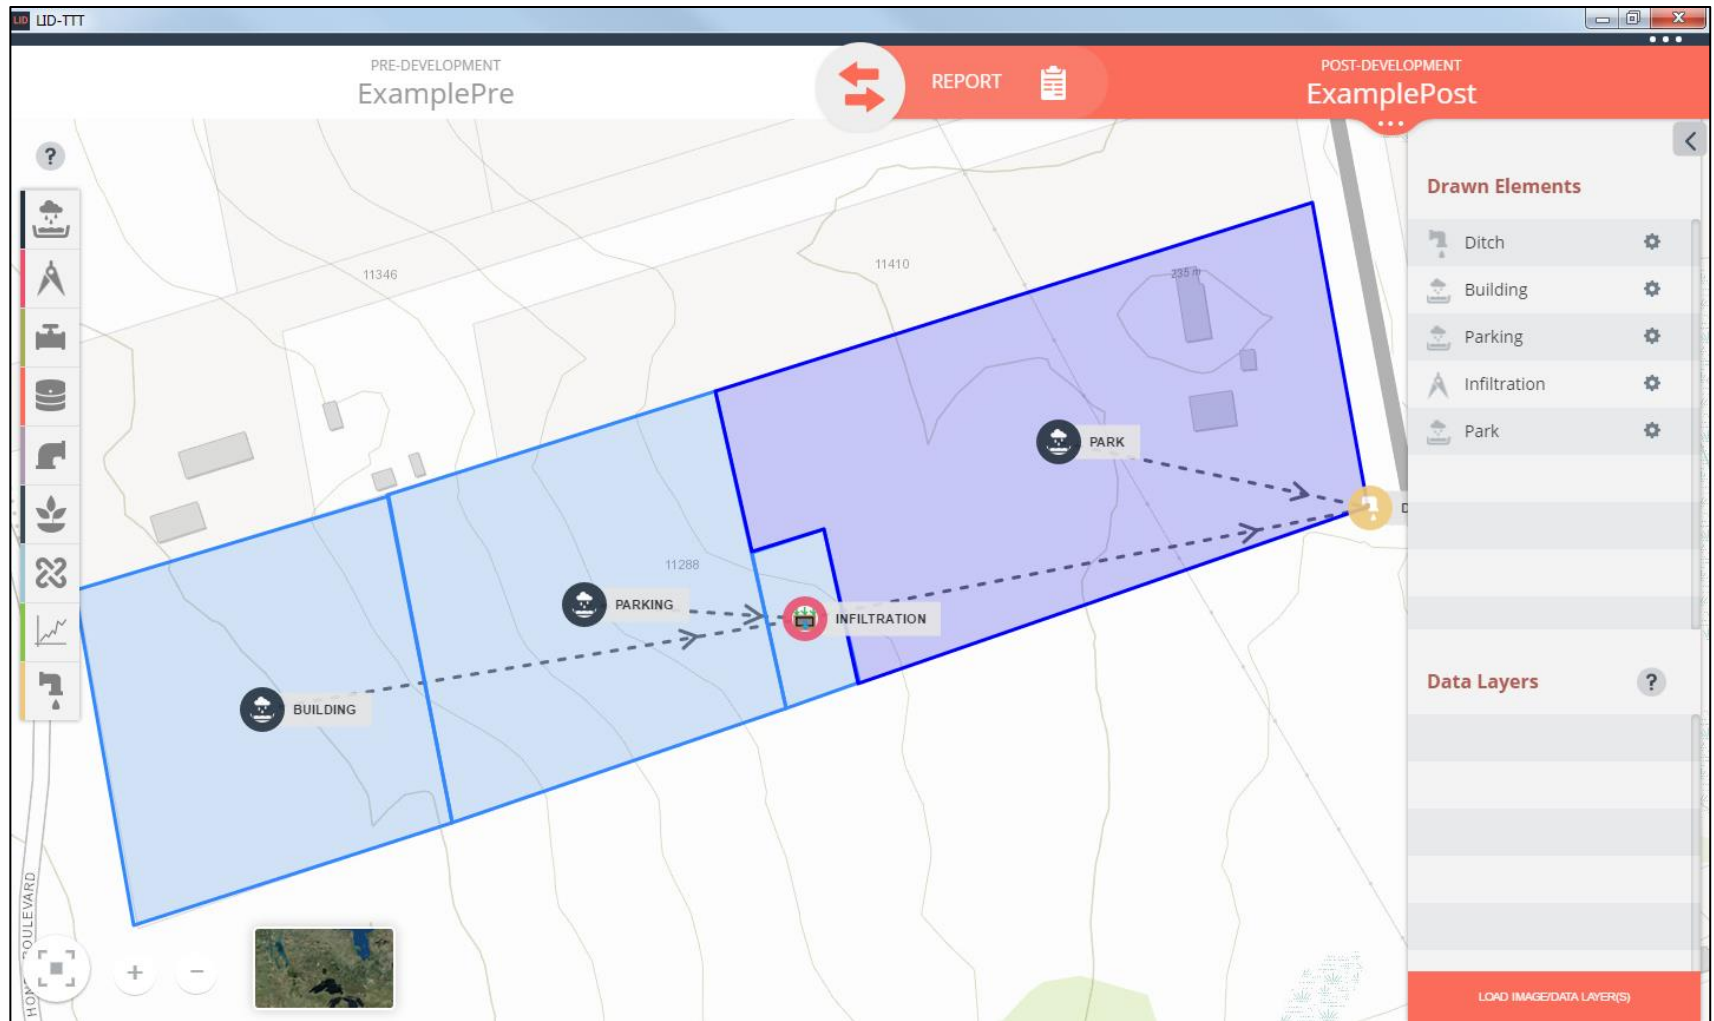 LID LID-TTT
PRE-DEVELOPMENT
ExamplePre
REPORT
POST-DEVELOPMENT
ExamplePost
?
Drawn Elements
Ditch
Building
Parking
Infiltration
Park
Data Layers ?
LOAD IMAGE/DATA LAYER(S)
11346
11410
235 m
PARK
D
11288
PARKING
INFILTRATION
BUILDING
+ −